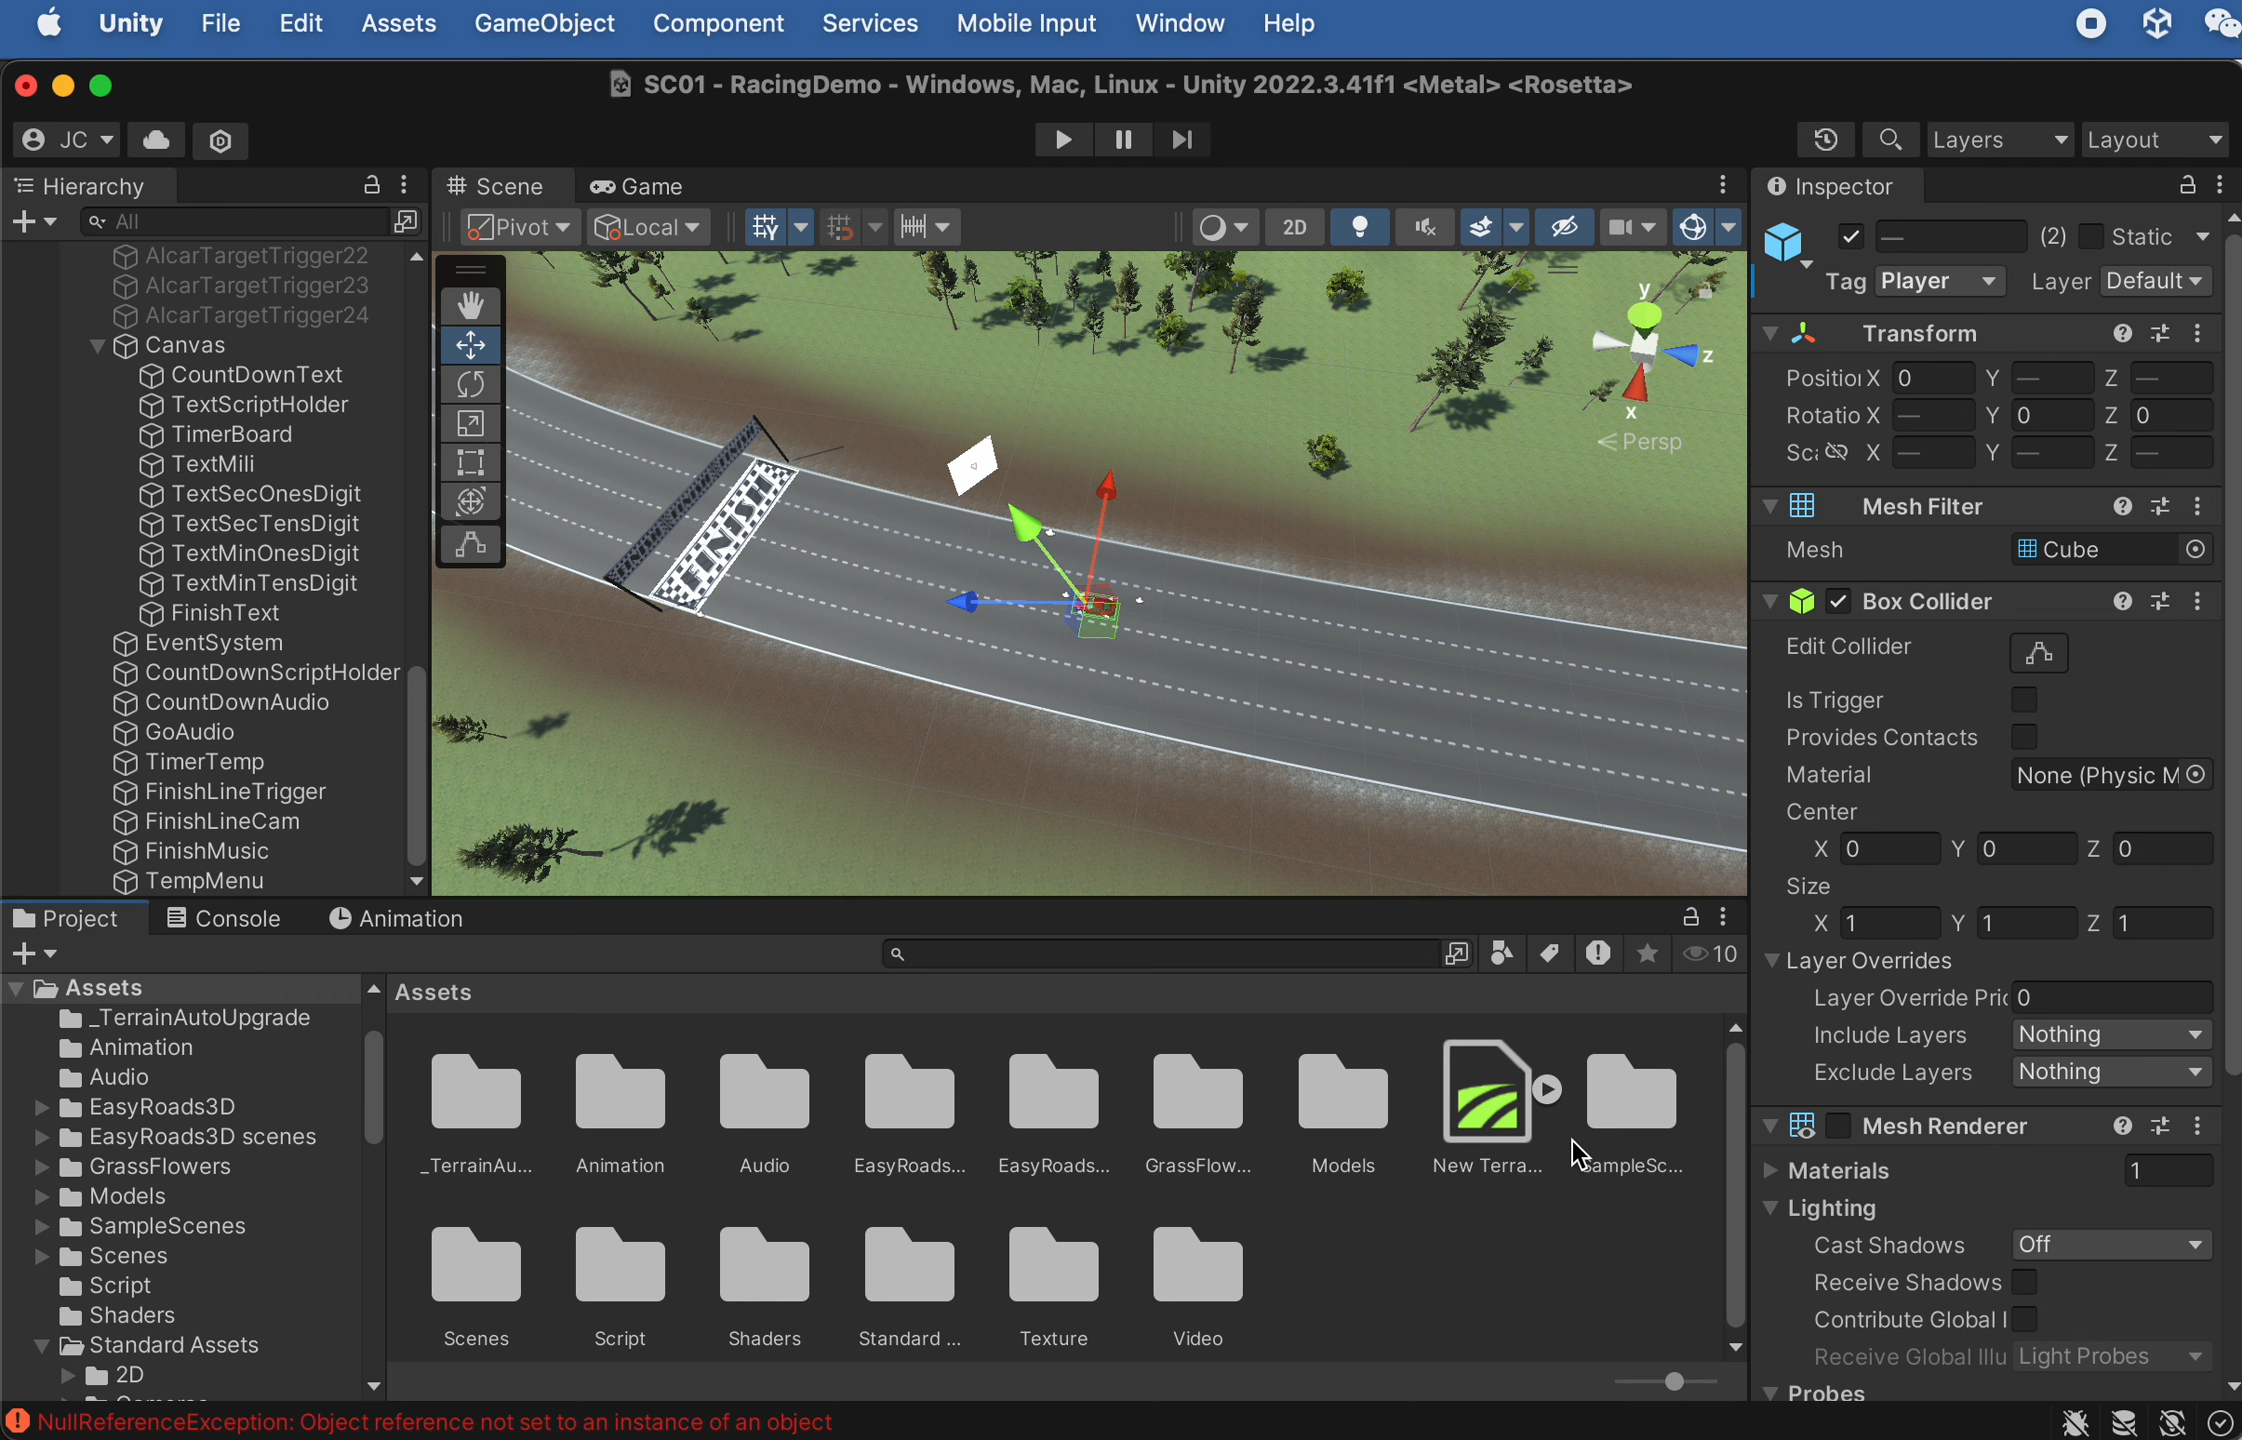 Unity File Edit Assets GameObject Component Services Mobile Input Window Help
SC01 - RacingDemo - Windows, Mac, Linux - Unity 2022.3.41f1 <Metal> <Rosetta>
JC
Layers
Layout
Hierarchy
All
AIcarTargetTrigger22
AIcarTargetTrigger23
AIcarTargetTrigger24
Canvas
CountDownText
TextScriptHolder
TimerBoard
TextMili
TextSecOnesDigit
TextSecTensDigit
TextMinOnesDigit
TextMinTensDigit
FinishText
EventSystem
CountDownScriptHolder
CountDownAudio
GoAudio
TimerTemp
FinishLineTrigger
FinishLineCam
FinishMusic
TempMenu
Scene Game
Pivot Local 2D
y
z
x
Persp
FINISH
Inspector
— (2) Static
Tag Player Layer Default
Transform
Position X 0 Y — Z —
Rotatio X — Y 0 Z 0
Sc X — Y — Z —
Mesh Filter
Mesh Cube
Box Collider
Edit Collider
Is Trigger
Provides Contacts
Material None (Physic M
Center
X 0 Y 0 Z 0
Size
X 1 Y 1 Z 1
Layer Overrides
Layer Override Pri 0
Include Layers Nothing
Exclude Layers Nothing
Mesh Renderer
Materials 1
Lighting
Cast Shadows Off
Receive Shadows
Contribute Global I
Receive Global Illu Light Probes
Probes
Project Console Animation
10
Assets
_TerrainAutoUpgrade
Animation
Audio
EasyRoads3D
EasyRoads3D scenes
GrassFlowers
Models
SampleScenes
Scenes
Script
Shaders
Standard Assets
2D
Assets
_TerrainAu... Animation Audio EasyRoads... EasyRoads... GrassFlow... Models New Terra... SampleSc...
Scenes Script Shaders Standard ... Texture Video
NullReferenceException: Object reference not set to an instance of an object